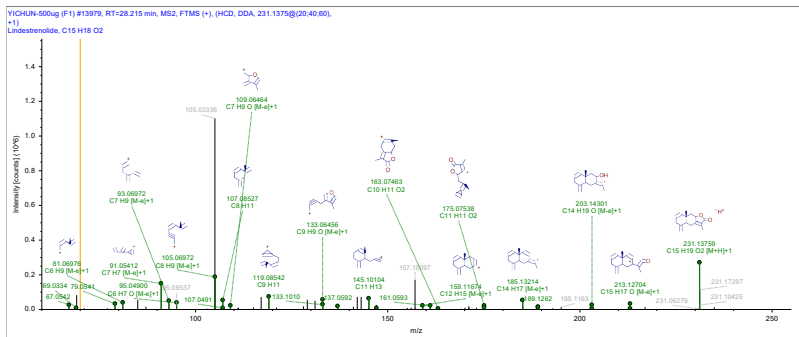 YICHUN-500ug (F1) #13979, RT=28.215 min, MS2, FTMS (+), (HCD, DDA, 231.1375@(20;40;60),
+1)
Lindestrenolide, C15 H18 O2
Intensity [counts] (10^6)
1.4
1.2
1.0
0.8
0.6
0.4
0.2
0.0
109.06464
C7 H9 O [M-e]+1
105.03336
93.06972
C7 H9 [M-e]+1
107.08527
C8 H11
163.07463
C10 H11 O2
175.07538
C11 H11 O2
203.14301
C14 H19 O [M-e]+1
133.06456
C9 H9 O [M-e]+1
231.13759
C15 H19 O2 [M+H]+1
81.06976
C6 H9 [M-e]+1
91.05412
C7 H7 [M-e]+1
105.06972
C8 H9 [M-e]+1
119.08542
C9 H11
145.10104
C11 H13
157.10097
159.11674
C12 H15 [M-e]+1
185.13214
C14 H17 [M-e]+1
213.12704
C15 H17 O [M-e]+1
69.0334
79.0541
67.0542
95.04900
C6 H7 O [M-e]+1
107.0491
133.1010
137.0592
161.0593
189.1262
195.1163
231.06279
231.17297
231.10425
100
150
200
250
m/z